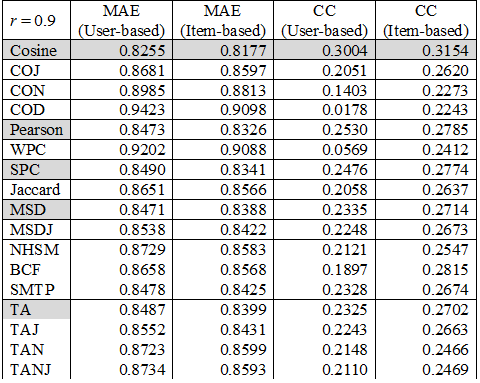 r = 0.9 MAE (User-based) MAE (Item-based) CC (User-based) CC (Item-based)
Cosine 0.8255 0.8177 0.3004 0.3154
COJ 0.8681 0.8597 0.2051 0.2620
CON 0.8985 0.8813 0.1403 0.2273
COD 0.9423 0.9098 0.0178 0.2243
Pearson 0.8473 0.8326 0.2530 0.2785
WPC 0.9202 0.9088 0.0569 0.2412
SPC 0.8490 0.8341 0.2476 0.2774
Jaccard 0.8651 0.8566 0.2058 0.2637
MSD 0.8471 0.8388 0.2335 0.2714
MSDJ 0.8538 0.8422 0.2248 0.2673
NHSM 0.8729 0.8583 0.2121 0.2547
BCF 0.8658 0.8568 0.1897 0.2815
SMTP 0.8478 0.8425 0.2328 0.2674
TA 0.8487 0.8399 0.2325 0.2702
TAJ 0.8552 0.8431 0.2243 0.2663
TAN 0.8723 0.8599 0.2148 0.2466
TANJ 0.8734 0.8593 0.2110 0.2469